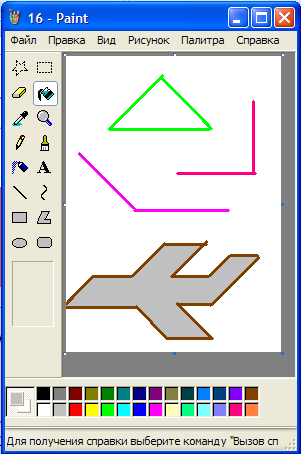 16 - Paint
Файл Правка Вид Рисунок Палитра Справка
A
Для получения справки выберите команду "Вызов сп